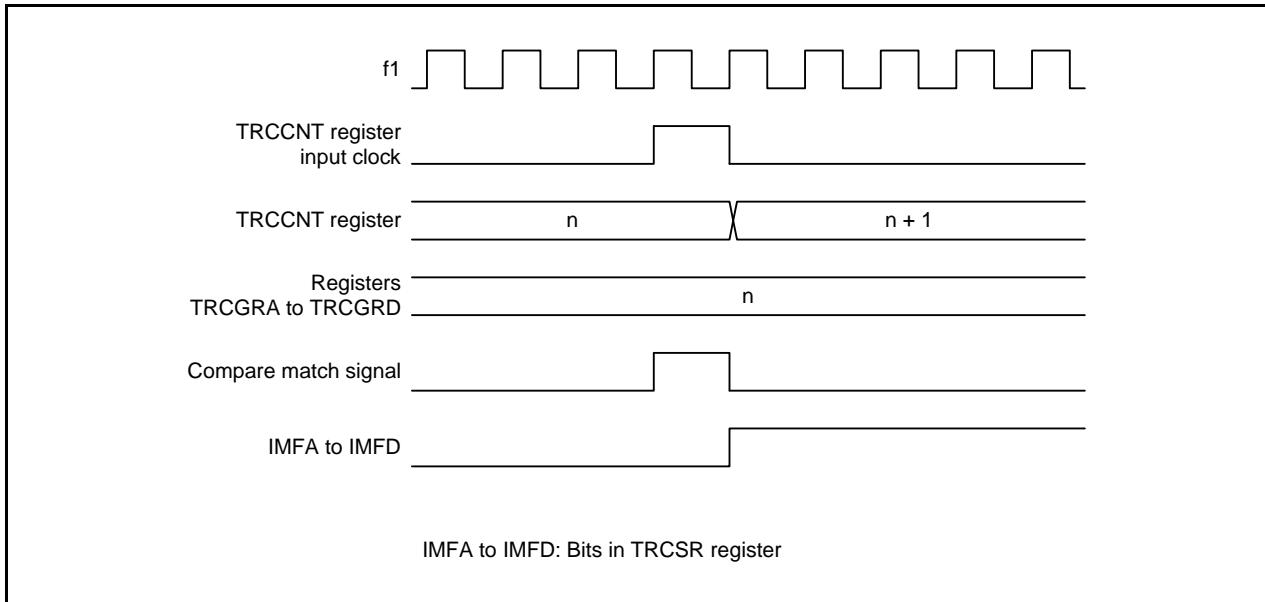 f1
TRCCNT register
input clock
TRCCNT register
n
n + 1
Registers
TRCGRA to TRCGRD
n
Compare match signal
IMFA to IMFD
IMFA to IMFD: Bits in TRCSR register